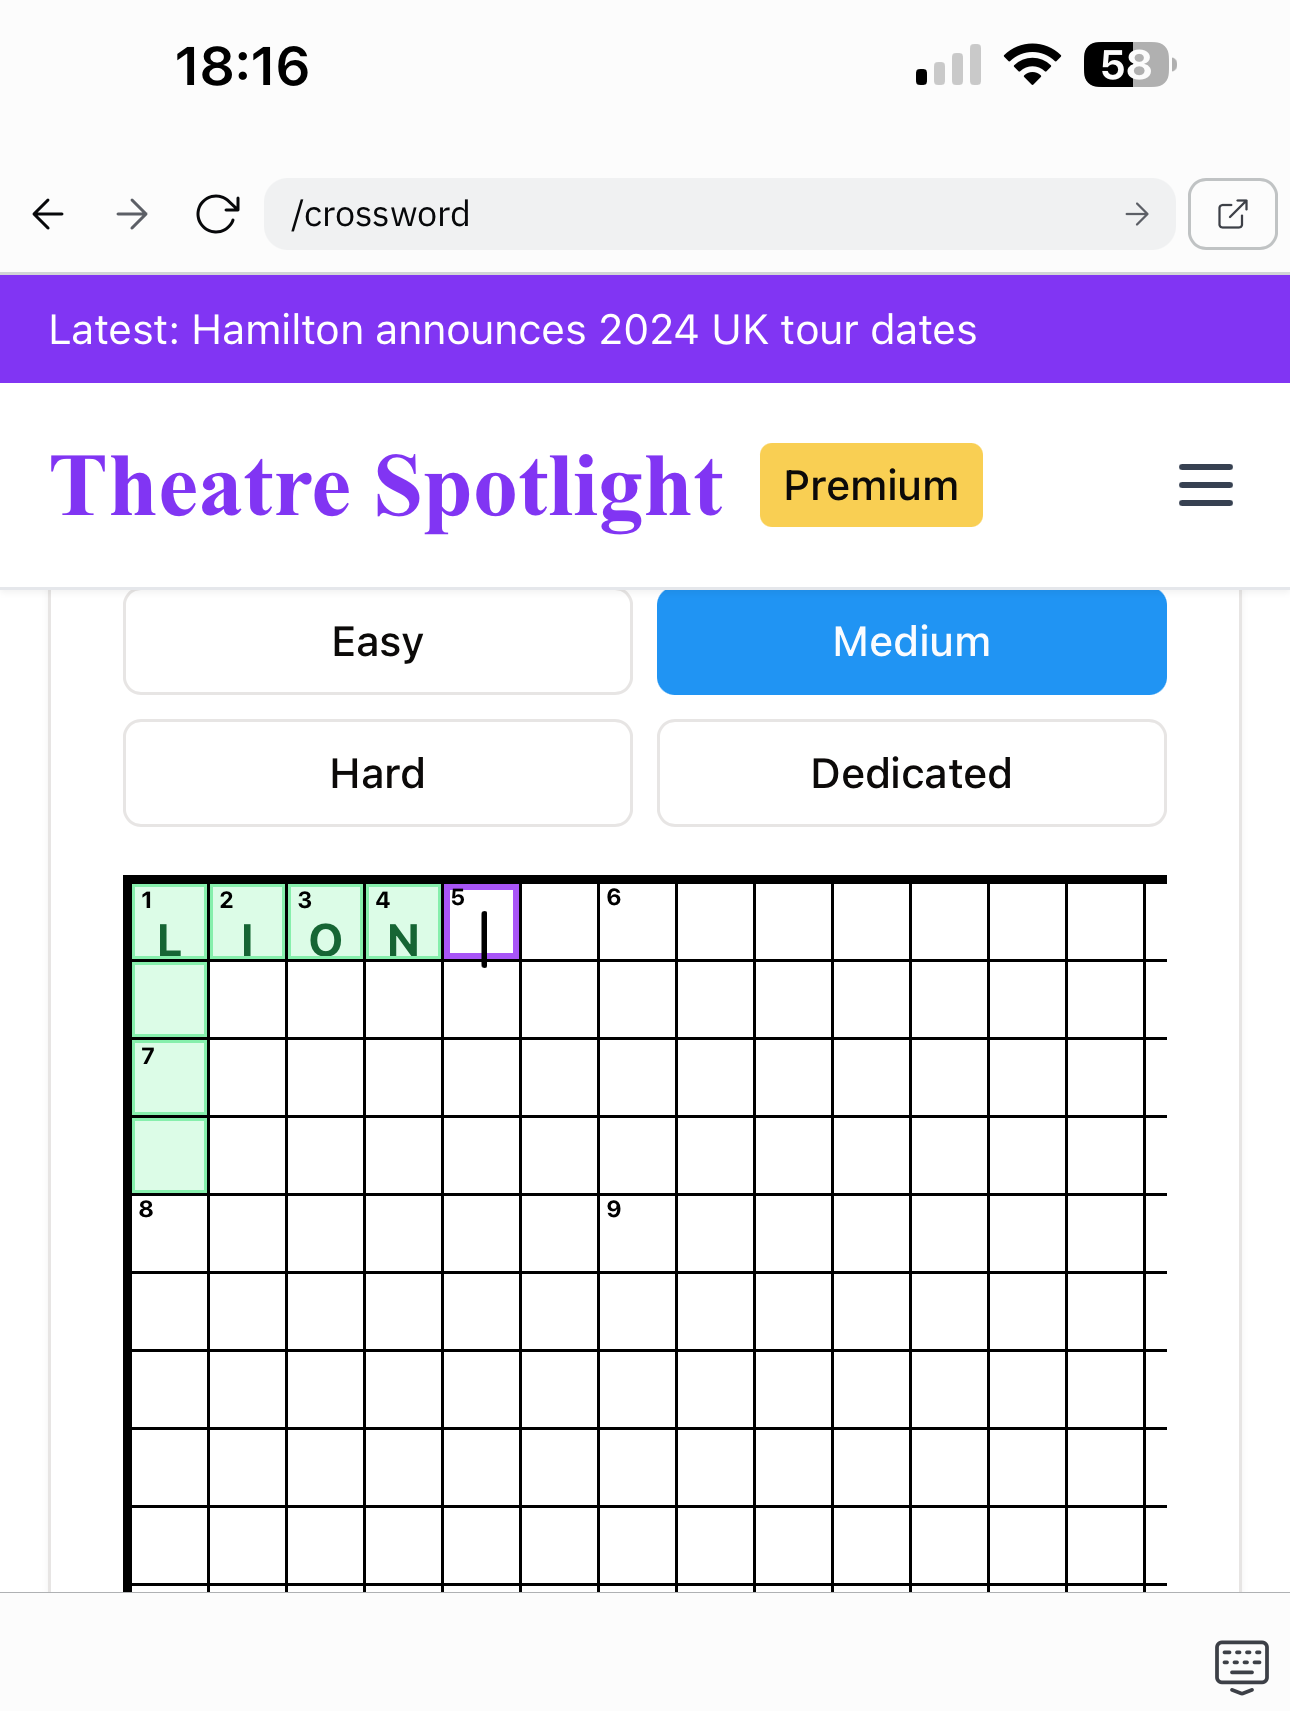 18:16
58
/crossword
Latest: Hamilton announces 2024 UK tour dates
Theatre Spotlight Premium
Easy Medium
Hard Dedicated
1 2 3 4 5 6
L I O N
7
8 9